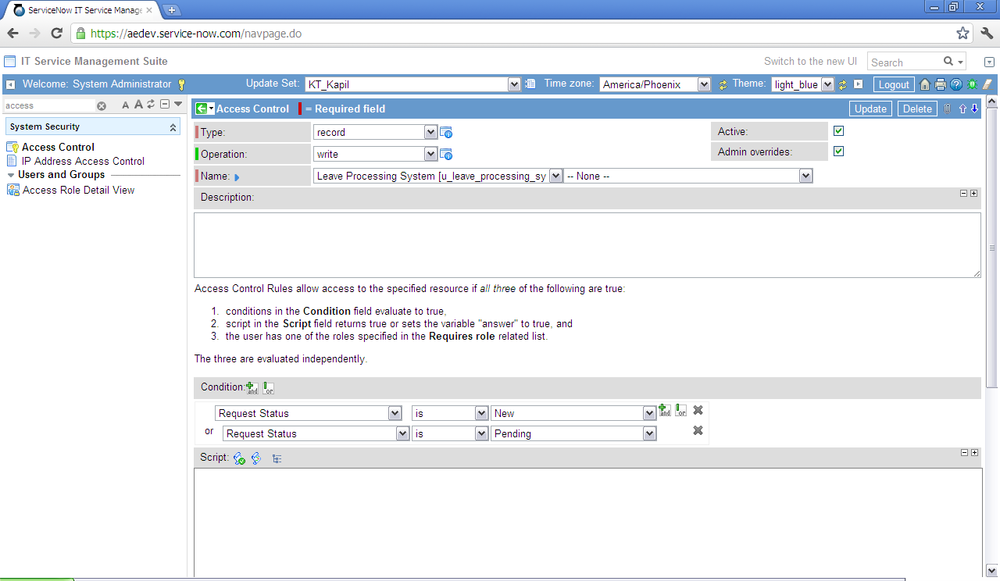 ServiceNow IT Service Manage
https://aedev.service-now.com/navpage.do
IT Service Management Suite
Switch to the new UI
Search
Welcome: System Administrator
Update Set: KT_Kapil
Time zone: America/Phoenix
Theme: light_blue
Logout
access
A A
System Security
Access Control
IP Address Access Control
Users and Groups
Access Role Detail View
Access Control = Required field
Update Delete
Type: record
Active:
Operation: write
Admin overrides:
Name: Leave Processing System [u_leave_processing_sy -- None --
Description:
Access Control Rules allow access to the specified resource if all three of the following are true:
1. conditions in the Condition field evaluate to true,
2. script in the Script field returns true or sets the variable "answer" to true, and
3. the user has one of the roles specified in the Requires role related list.
The three are evaluated independently.
Condition: and or
Request Status is New and or
or Request Status is Pending
Script: